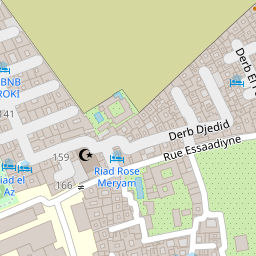 BNB
ROKI
141
Derb El
Derb Djedid
Rue Essaadiyne
159
166
Riad Rose
Meryam
iad el
Az